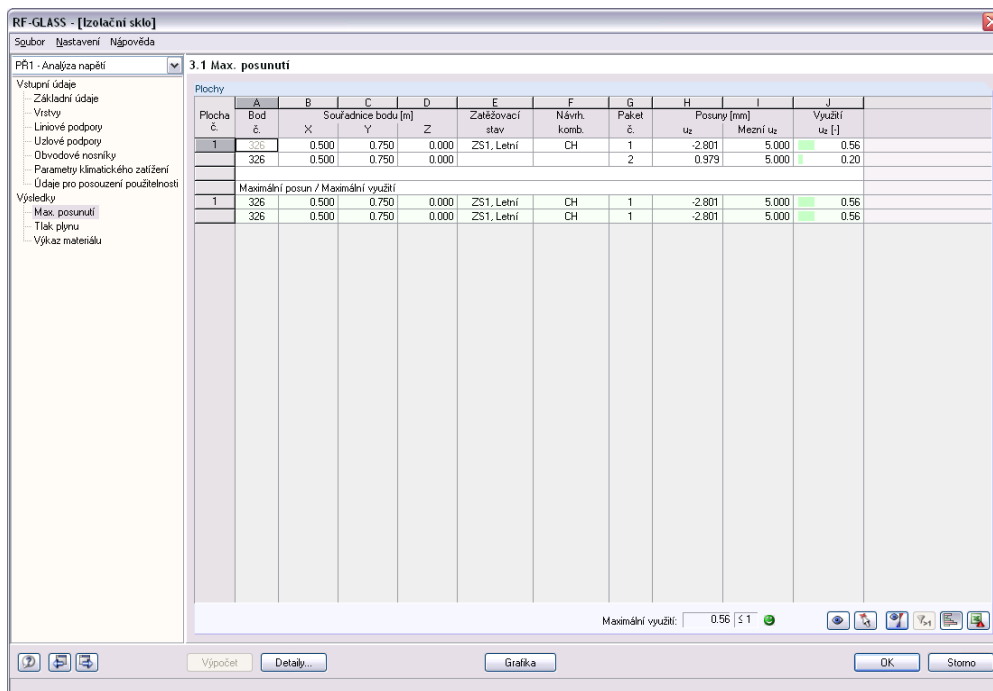 RF-GLASS - [Izolační sklo]
Soubor Nastavení Nápověda
PŘ1 - Analýza napětí
3.1 Max. posunutí
Vstupní údaje
Základní údaje
Vrstvy
Liniové podpory
Uzlové podpory
Obvodové nosníky
Parametry klimatického zatížení
Údaje pro posouzení použitelnosti
Výsledky
Max. posunutí
Tlak plynu
Výkaz materiálu
Plochy
A B C D E F G H I J
Plocha Bod Souřadnice bodu [m] Zatěžovací Návrh. Paket Posuny [mm] Využití
č. č. X Y Z stav komb. č. uz Mezní uz uz [-]
1 326 0.500 0.750 0.000 ZS1, Letní CH 1 -2.801 5.000 0.56
326 0.500 0.750 0.000 2 0.979 5.000 0.20
Maximální posun / Maximální využití
1 326 0.500 0.750 0.000 ZS1, Letní CH 1 -2.801 5.000 0.56
326 0.500 0.750 0.000 ZS1, Letní CH 1 -2.801 5.000 0.56
Maximální využití: 0.56 ≤ 1
Výpočet Detaily... Grafika OK Storno